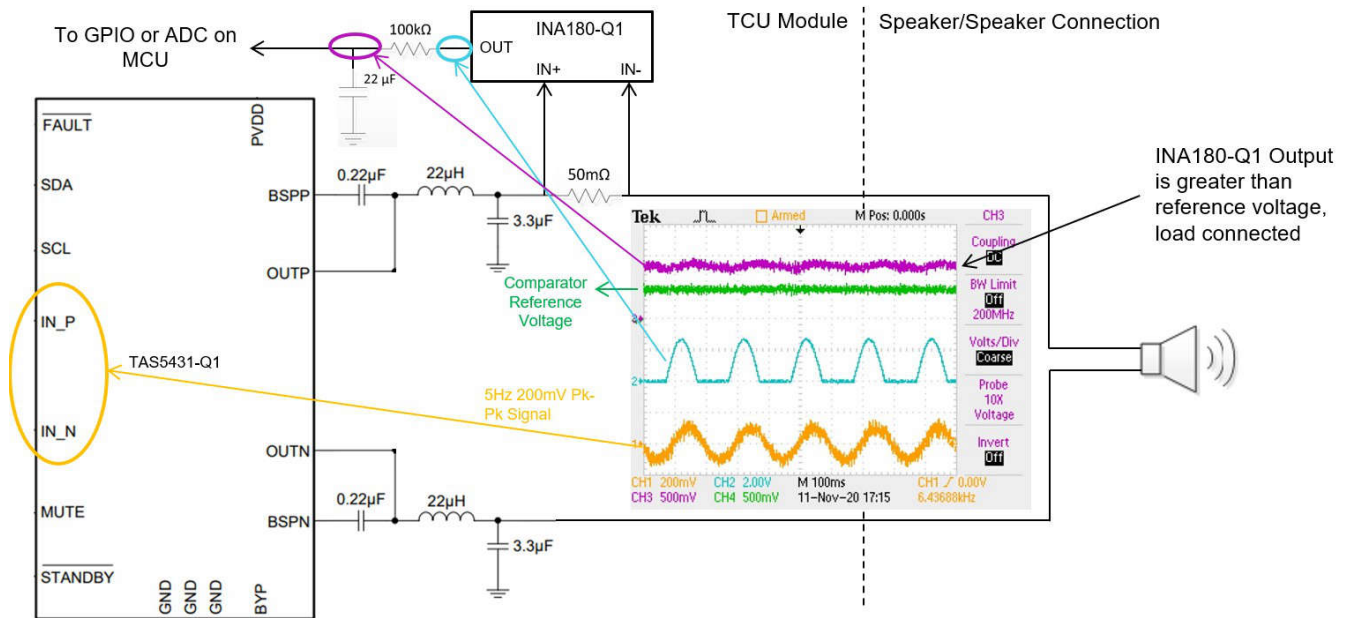 To GPIO or ADC on
MCU
100kΩ
22 µF
INA180-Q1
OUT
IN+
IN-
TCU Module
Speaker/Speaker Connection
FAULT
SDA
SCL
IN_P
IN_N
MUTE
STANDBY
PVDD
BSPP
OUTP
OUTN
BSPN
GND
GND
GND
BYP
TAS5431-Q1
0.22µF
22µH
3.3µF
50mΩ
0.22µF
22µH
3.3µF
Comparator
Reference
Voltage
5Hz 200mV Pk-
Pk Signal
INA180-Q1 Output
is greater than
reference voltage,
load connected
Tek
Armed
M Pos: 0.000s
CH3
Coupling
DC
BW Limit
Off
200MHz
Volts/Div
Coarse
Probe
10X
Voltage
Invert
Off
3
2
1
CH1 200mV CH2 2.00V M 100ms CH1 0.00V
CH3 500mV CH4 500mV 11-Nov-20 17:15 6.43688kHz